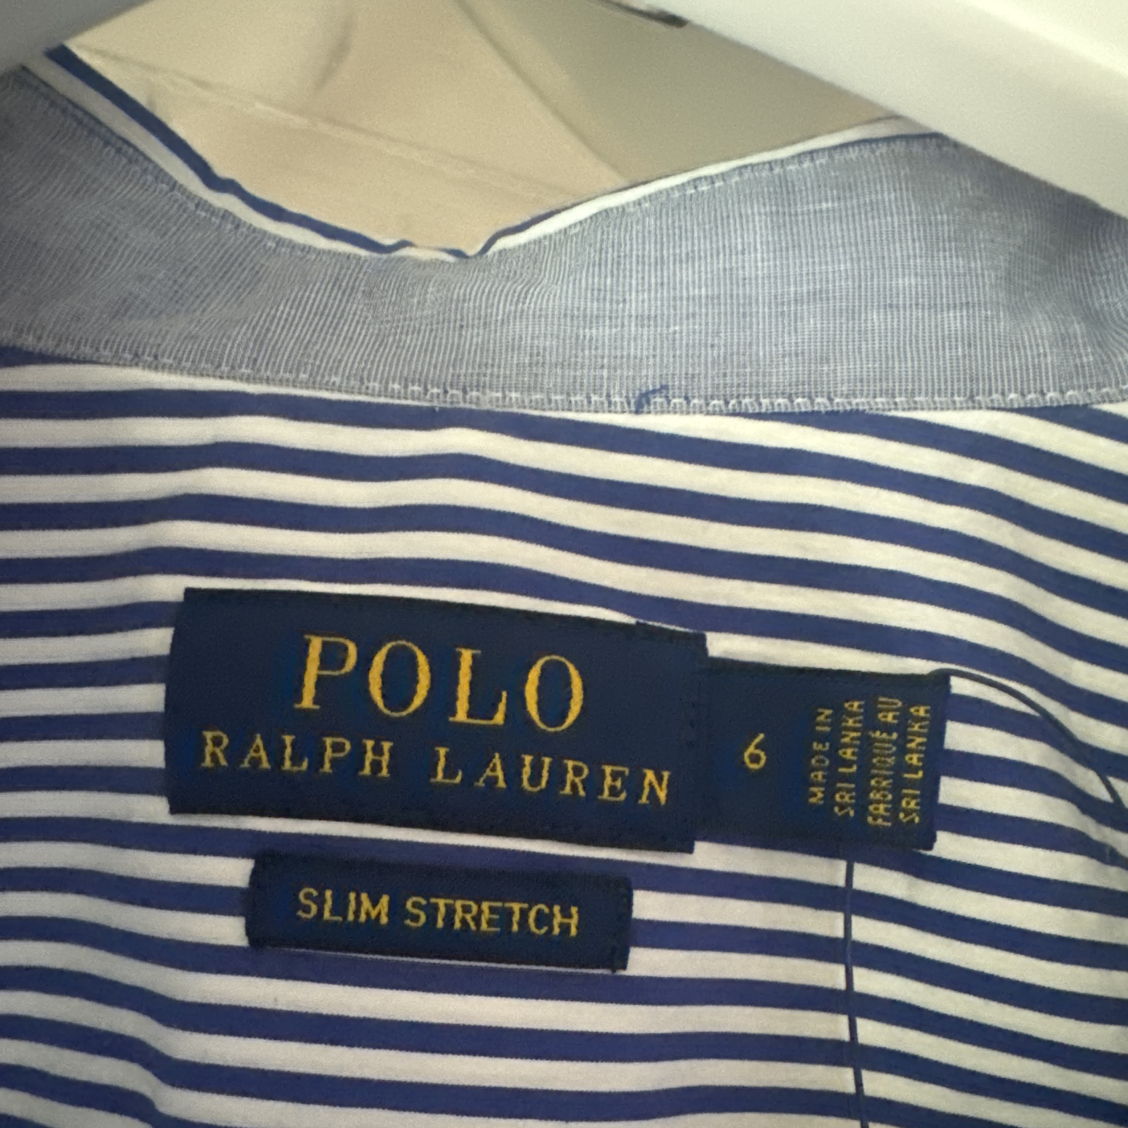 POLO
RALPH LAUREN
6
MADE IN
SRI LANKA
FABRIQUÉ AU
SRI LANKA
SLIM STRETCH